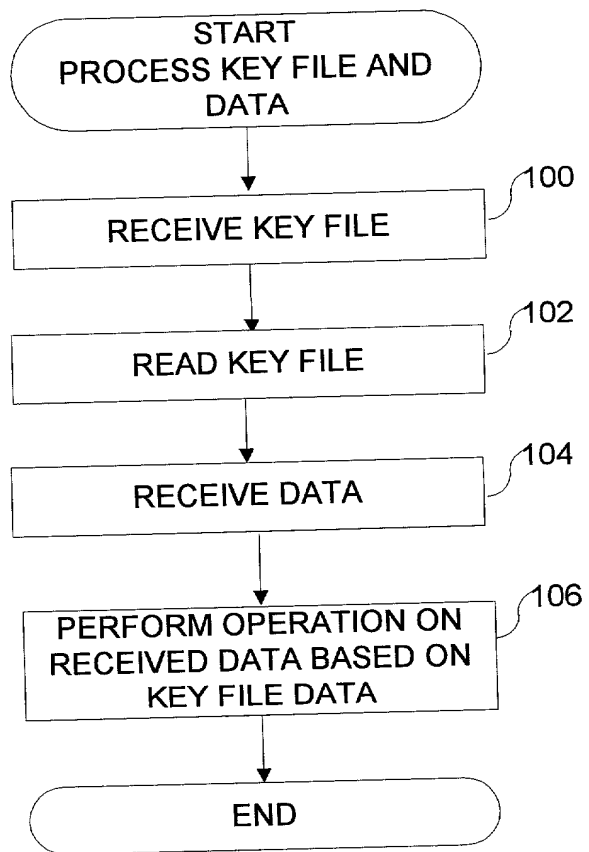 START
PROCESS KEY FILE AND
DATA
100
RECEIVE KEY FILE
102
READ KEY FILE
104
RECEIVE DATA
106
PERFORM OPERATION ON
RECEIVED DATA BASED ON
KEY FILE DATA
END